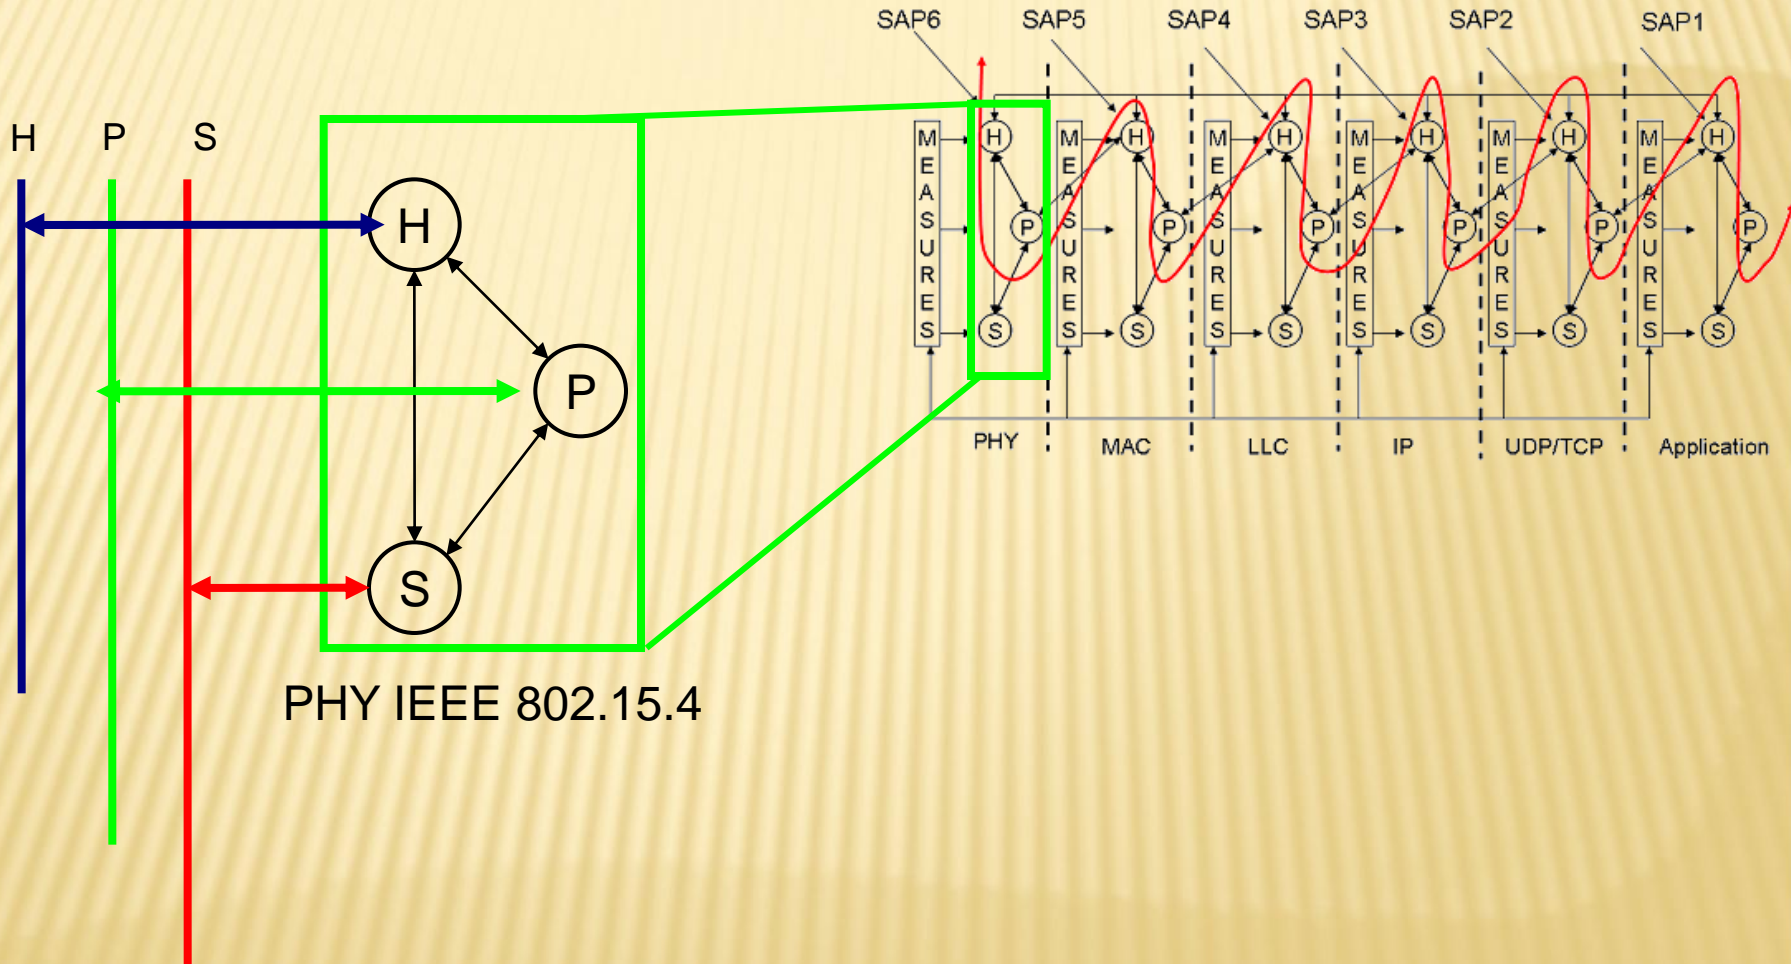 SAP6 SAP5 SAP4 SAP3 SAP2 SAP1
H P S
MEASURES H P S
MEASURES H P S
MEASURES H P S
MEASURES H P S
MEASURES H P S
MEASURES H P S
H
P
S
PHY MAC LLC IP UDP/TCP Application
PHY IEEE 802.15.4